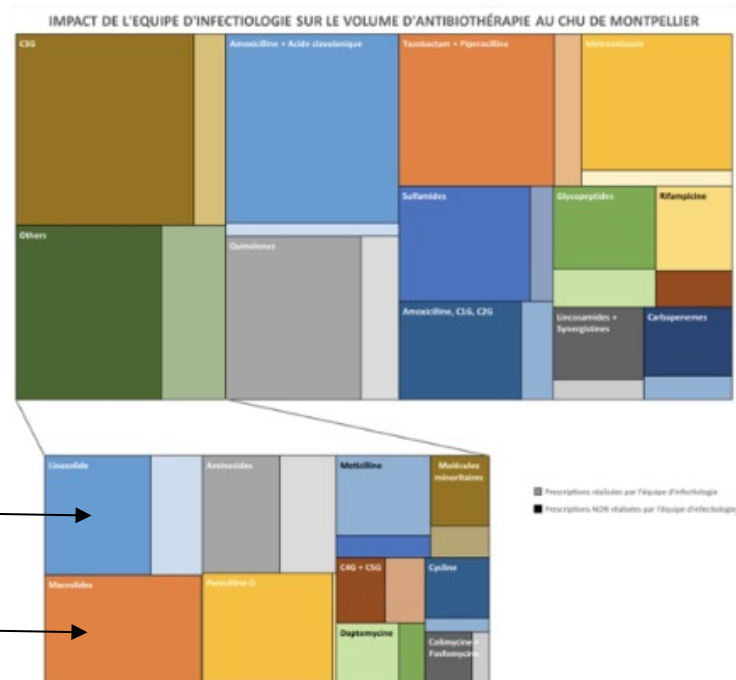 IMPACT DE L'EQUIPE D'INFECTIOLOGIE SUR LE VOLUME D'ANTIBIOTHÉRAPIE AU CHU DE MONTPELLIER
C3G
Amoxicilline + Acide clavulanique
Tazobactam + Piperacilline
Metronidazole
Sulfamides
Glycopeptides
Rifampicine
Others
Quinolones
Amoxicilline, C1G, C2G
Lincosamides +
Synergistines
Carbapenemes
Linezolide
Aminosides
Meticilline
Molécules
minoritaires
Prescriptions réalisées par l'équipe d'infectiologie
Prescriptions NON réalisées par l'équipe d'infectiologie
C4G + C5G
Cycline
Macrolides
Penicilline G
Daptomycine
Colimycine +
Fosfomycine